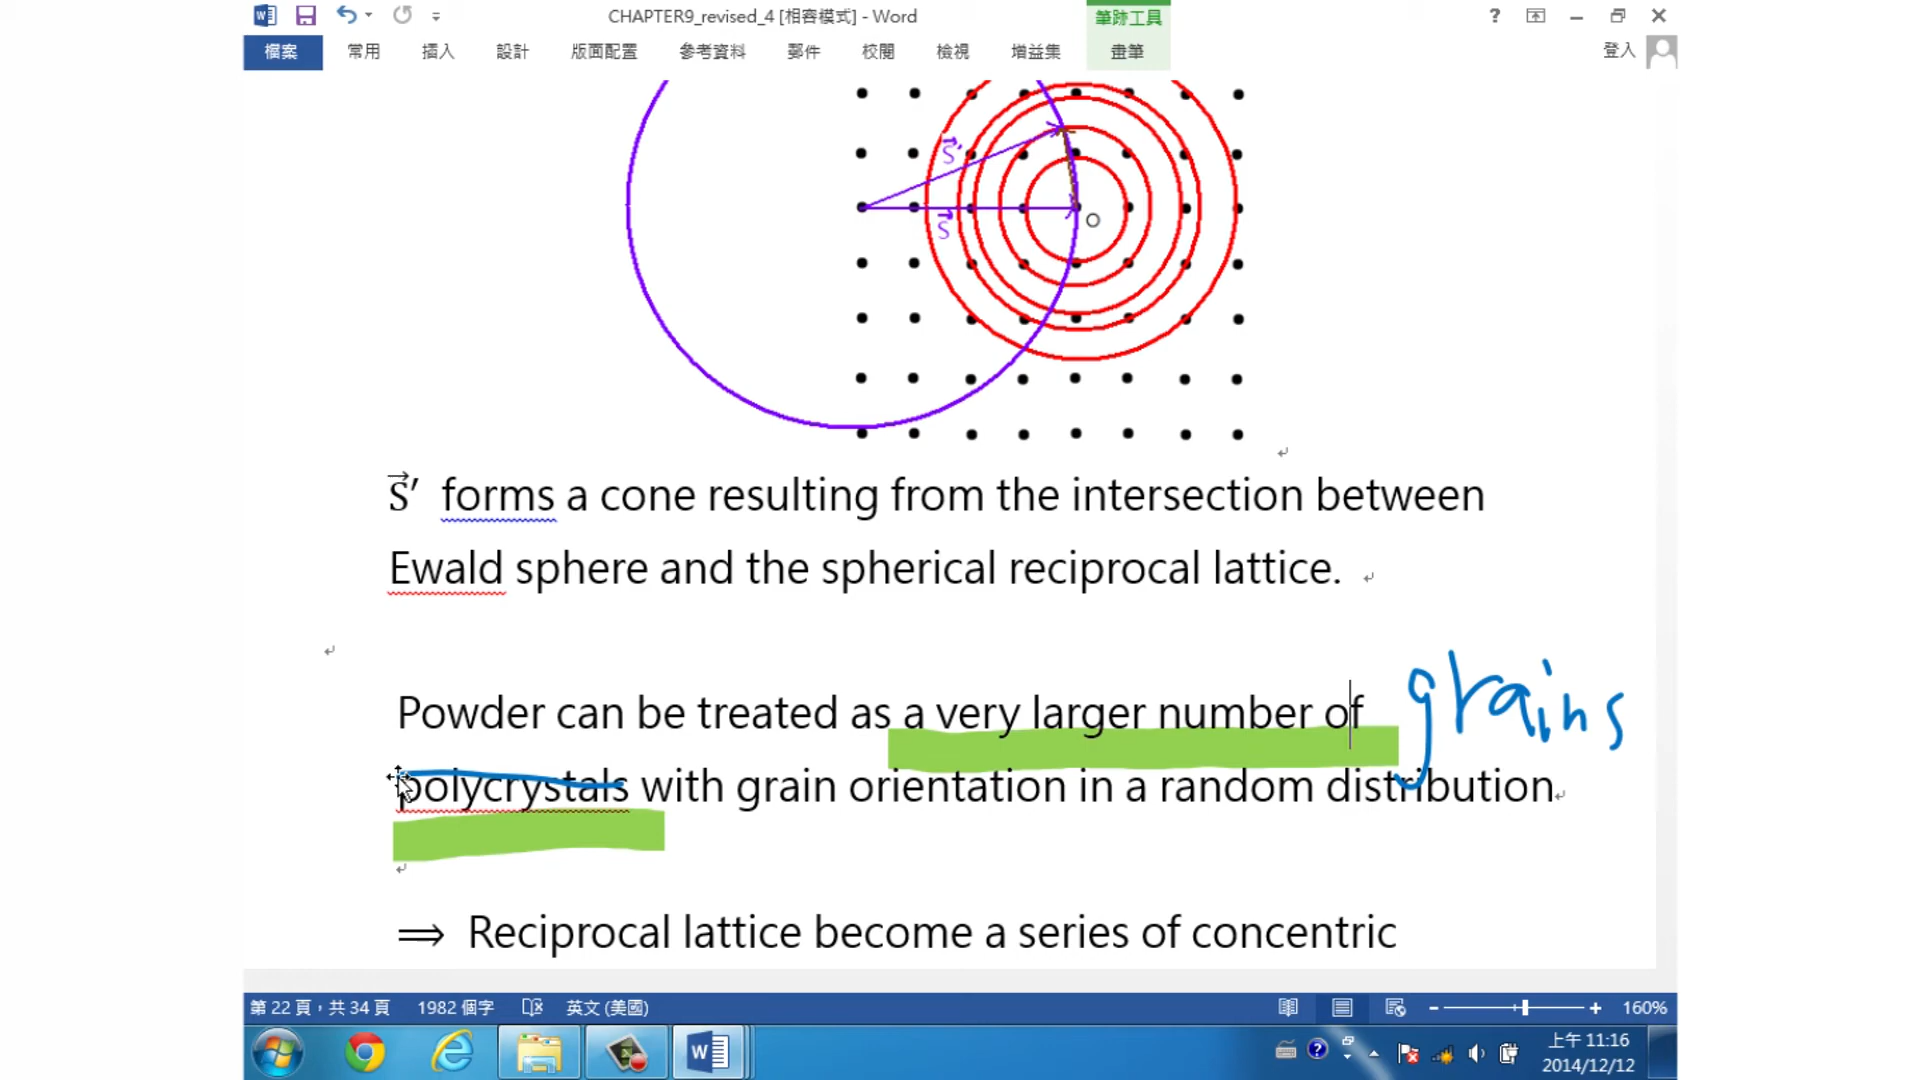 CHAPTER9_revised_4 [相容模式] - Word
筆跡工具
?
檔案 常用 插入 設計 版面配置 參考資料 郵件 校閱 檢視 增益集 畫筆 登入
S⃗'
S⃗
O
S⃗′ forms a cone resulting from the intersection between
Ewald sphere and the spherical reciprocal lattice.
Powder can be treated as a very larger number of grains
polycrystals with grain orientation in a random distribution
⟹ Reciprocal lattice become a series of concentric
第 22 頁，共 34 頁 1982 個字 英文 (美國) 160%
上午 11:16
2014/12/12